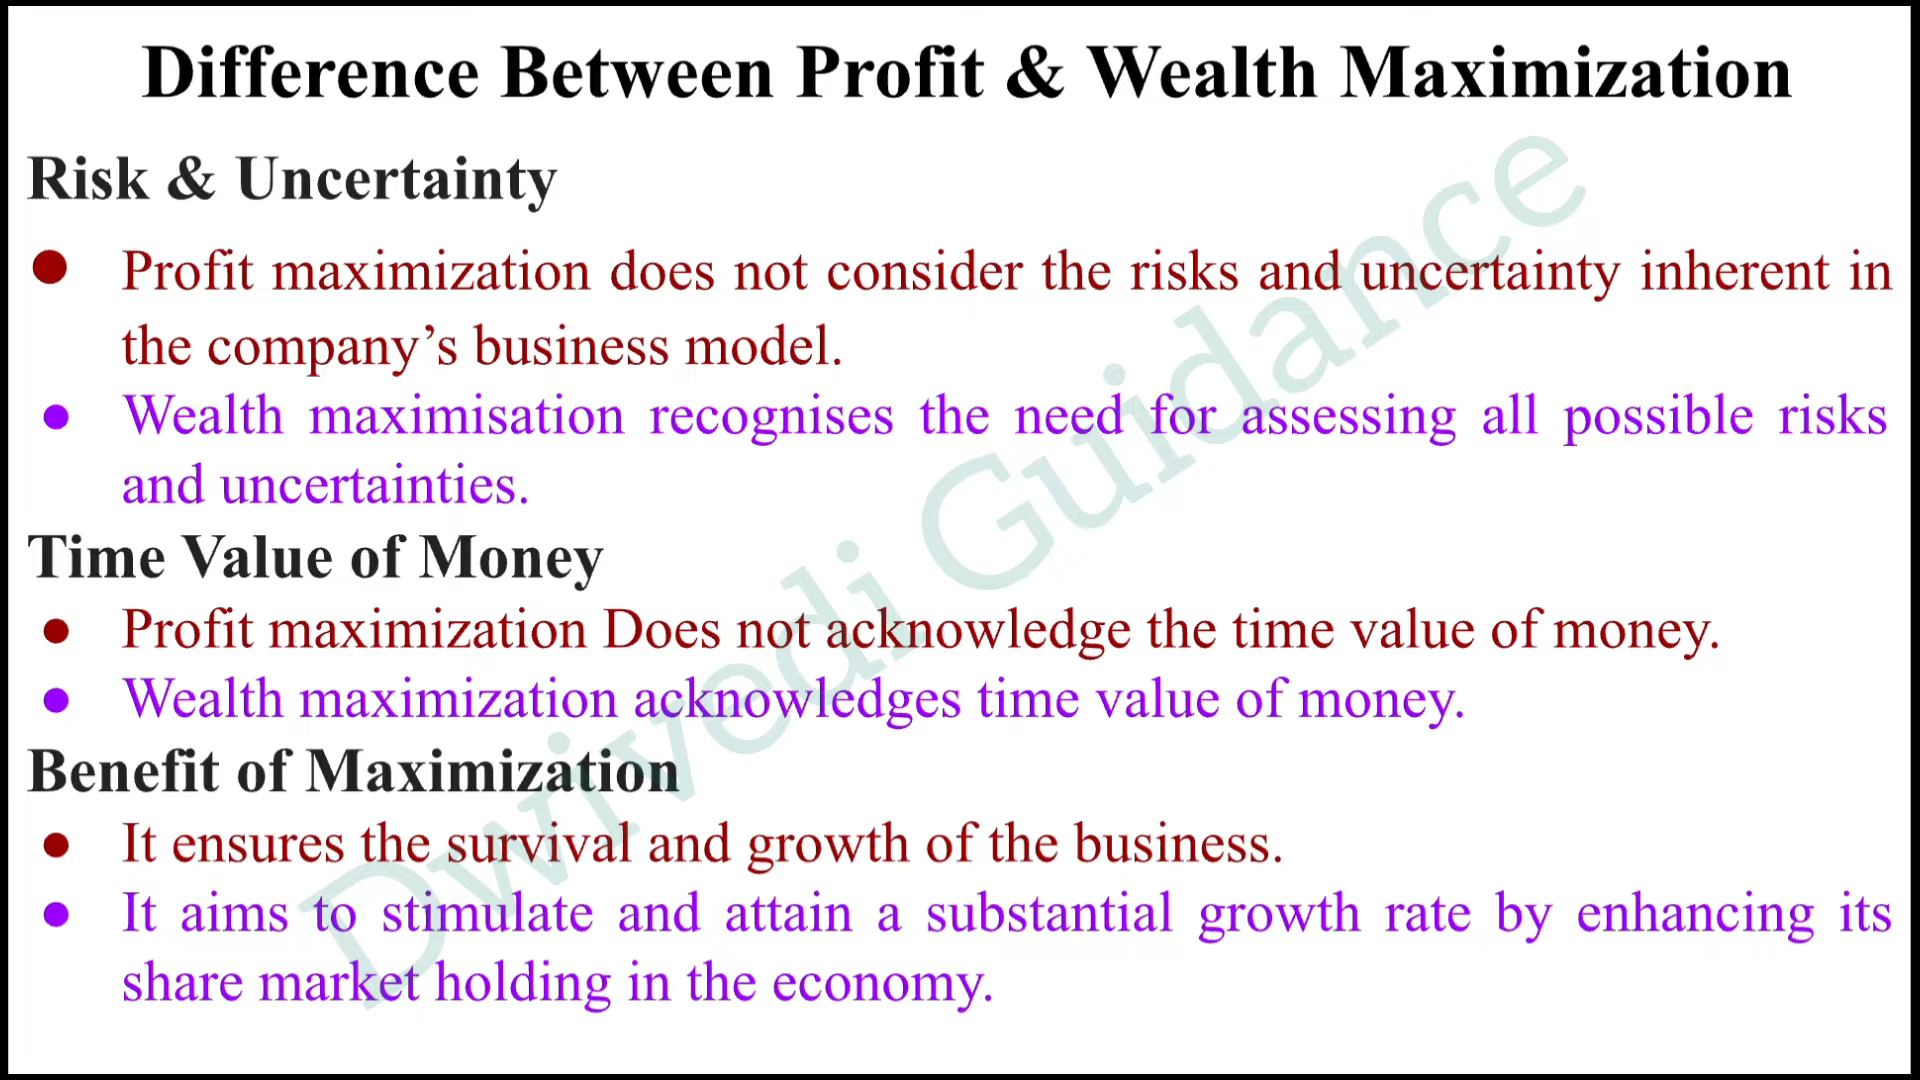 Difference Between Profit & Wealth Maximization
Risk & Uncertainty
● Profit maximization does not consider the risks and uncertainty inherent in
the company’s business model.
● Wealth maximisation recognises the need for assessing all possible risks
and uncertainties.
Time Value of Money
● Profit maximization Does not acknowledge the time value of money.
● Wealth maximization acknowledges time value of money.
Benefit of Maximization
● It ensures the survival and growth of the business.
● It aims to stimulate and attain a substantial growth rate by enhancing its
share market holding in the economy.
Dwivedi Guidance